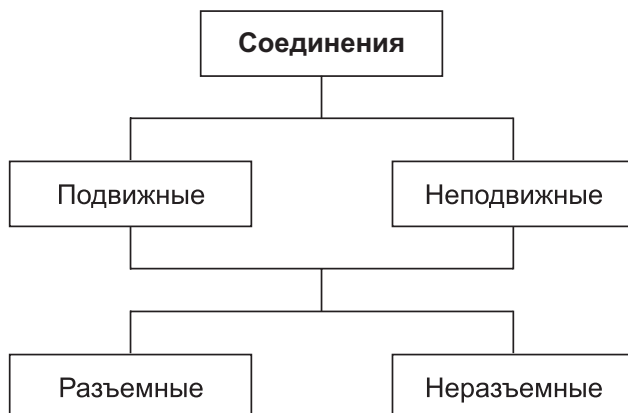 Соединения
Подвижные
Неподвижные
Разъемные
Неразъемные